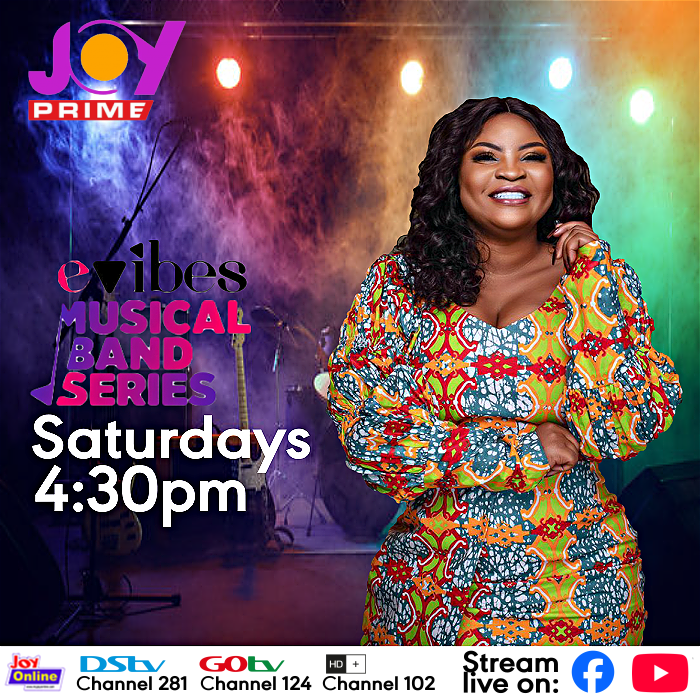 JOY
PRIME
evibes
MUSICAL
BAND
SERIES
Saturdays
4:30pm
JOY
Online
DStv
Channel 281
GOtv
Channel 124
HD +
Channel 102
Stream
live on: